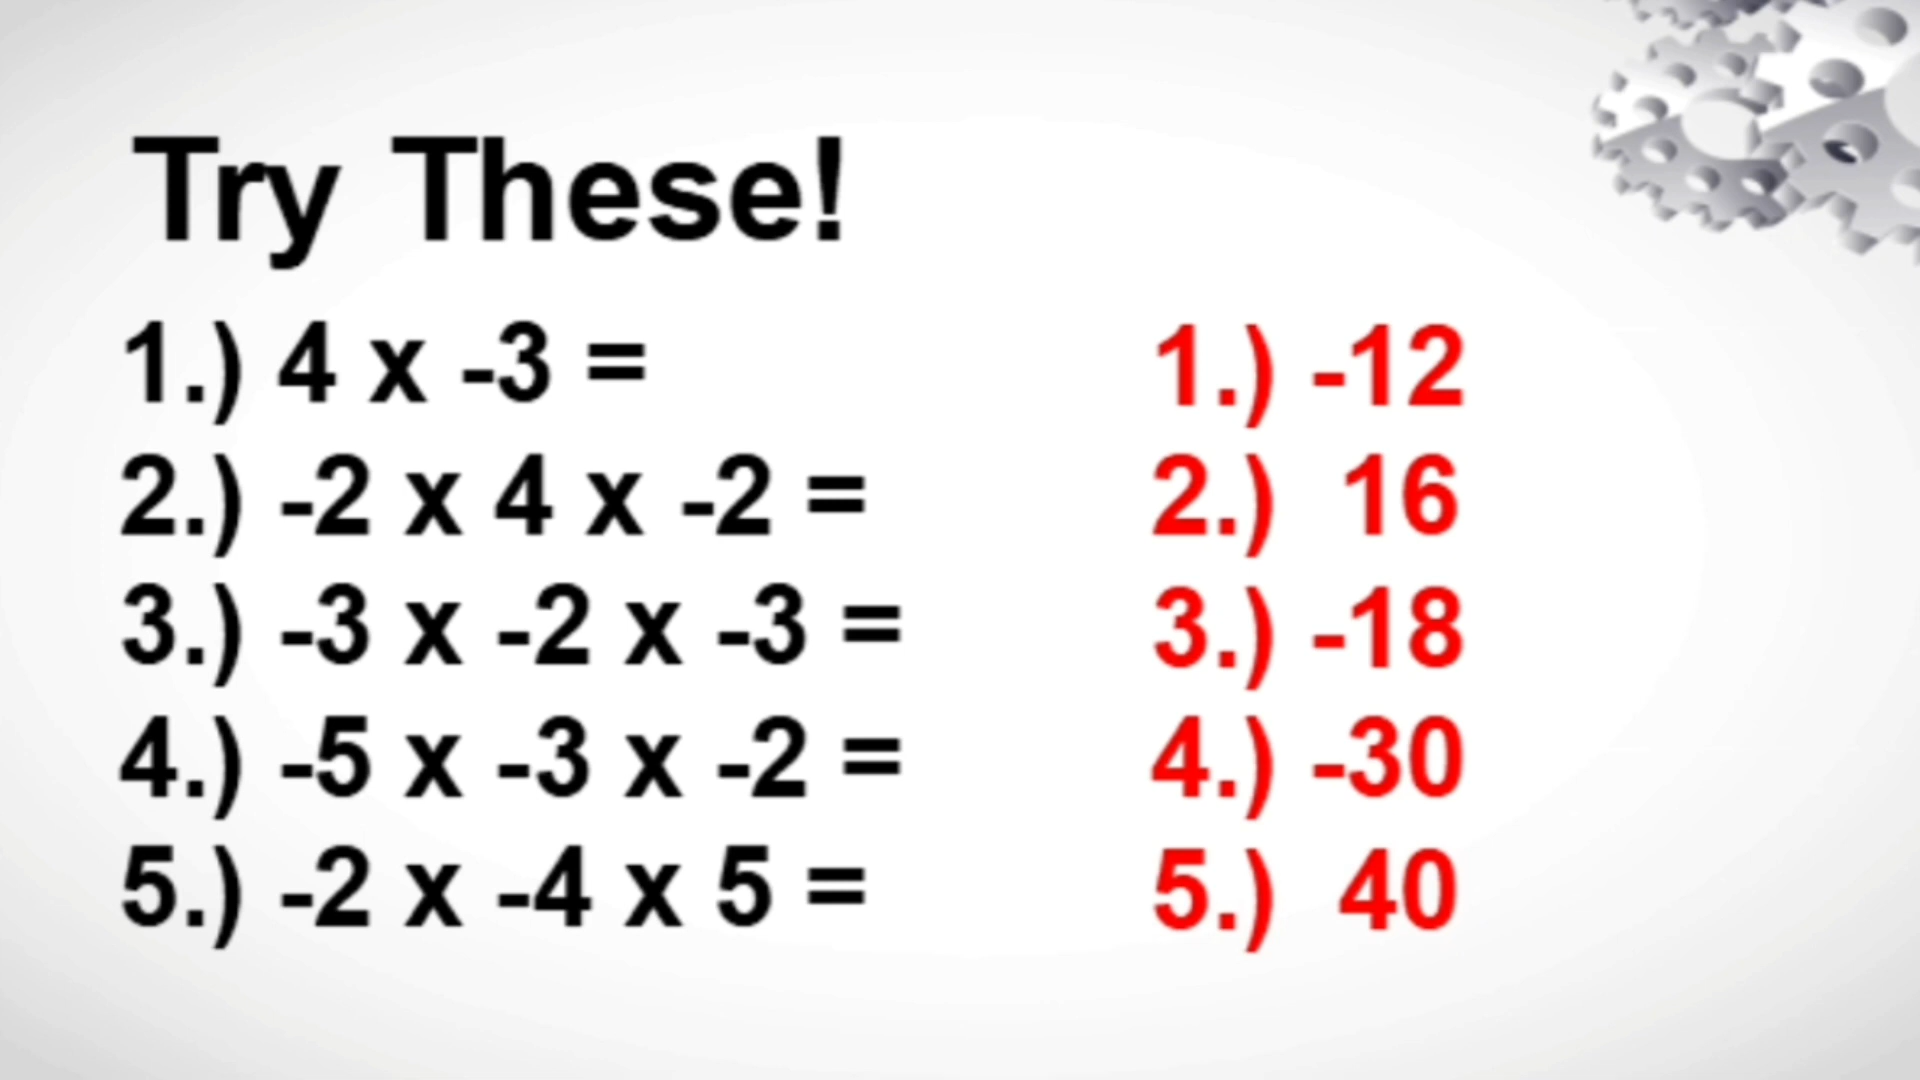 Try These!
1.) 4 x -3 =
2.) -2 x 4 x -2 =
3.) -3 x -2 x -3 =
4.) -5 x -3 x -2 =
5.) -2 x -4 x 5 =
1.) -12
2.) 16
3.) -18
4.) -30
5.) 40